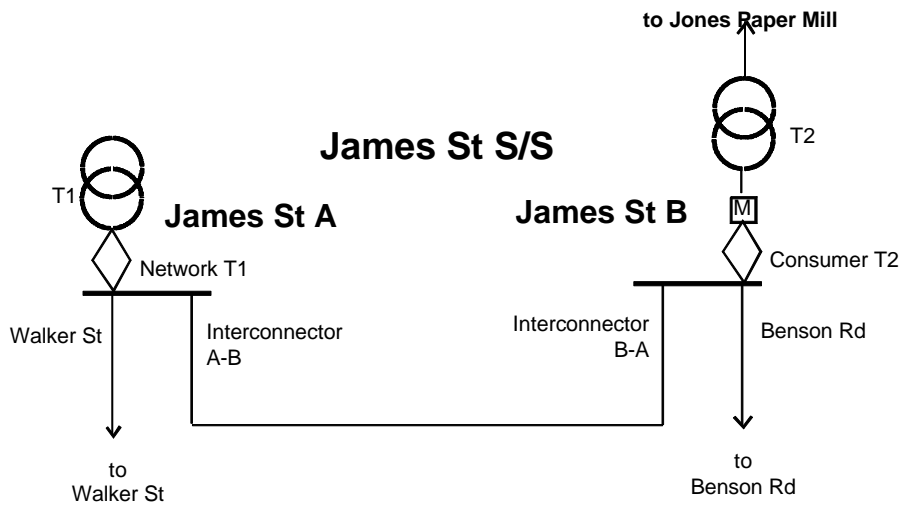 to Jones Paper Mill
James St S/S
T2
T1
James St A
James St B
M
Network T1
Consumer T2
Walker St
Interconnector
A-B
Interconnector
B-A
Benson Rd
to
Walker St
to
Benson Rd